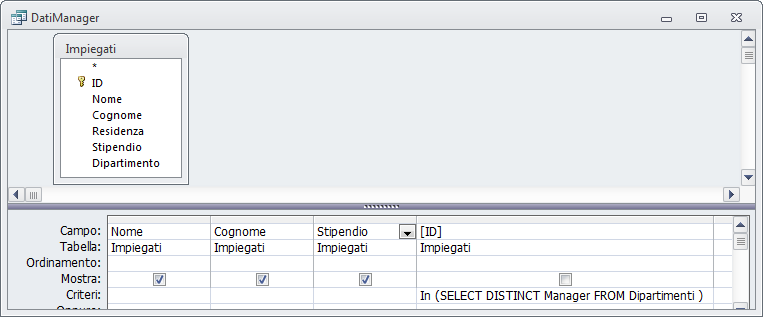 DatiManager
Impiegati
*
ID
Nome
Cognome
Residenza
Stipendio
Dipartimento
Campo: Nome Cognome Stipendio [ID]
Tabella: Impiegati Impiegati Impiegati Impiegati
Ordinamento:
Mostra:
Criteri: In (SELECT DISTINCT Manager FROM Dipartimenti )
Oppure: